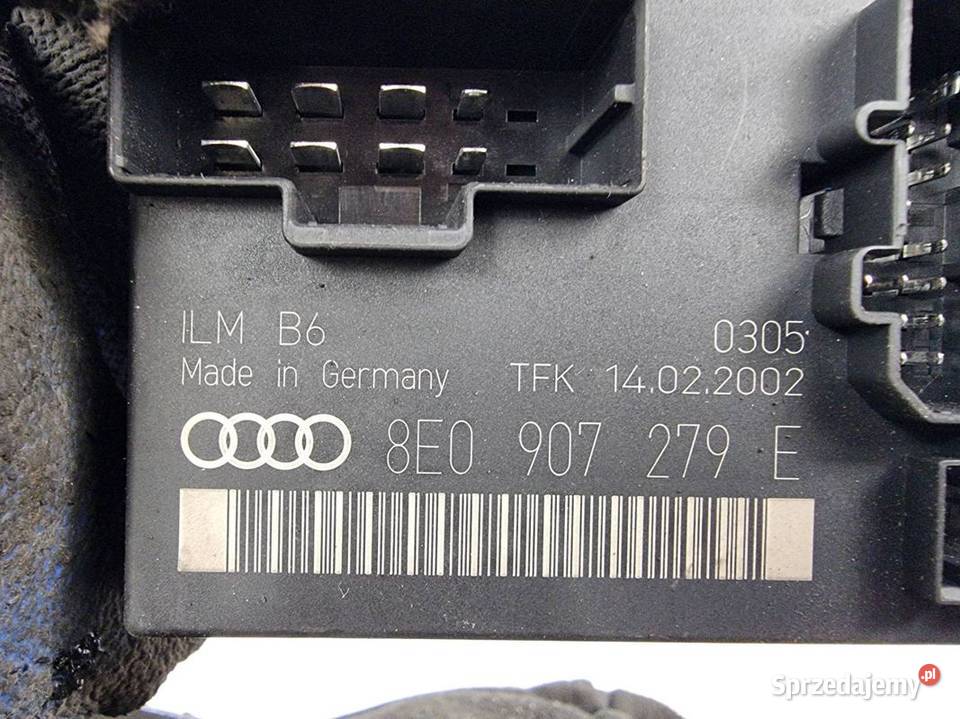 ILM B6 0305
Made in Germany TFK 14.02.2002
8E0 907 279 E
Sprzedajemy.pl